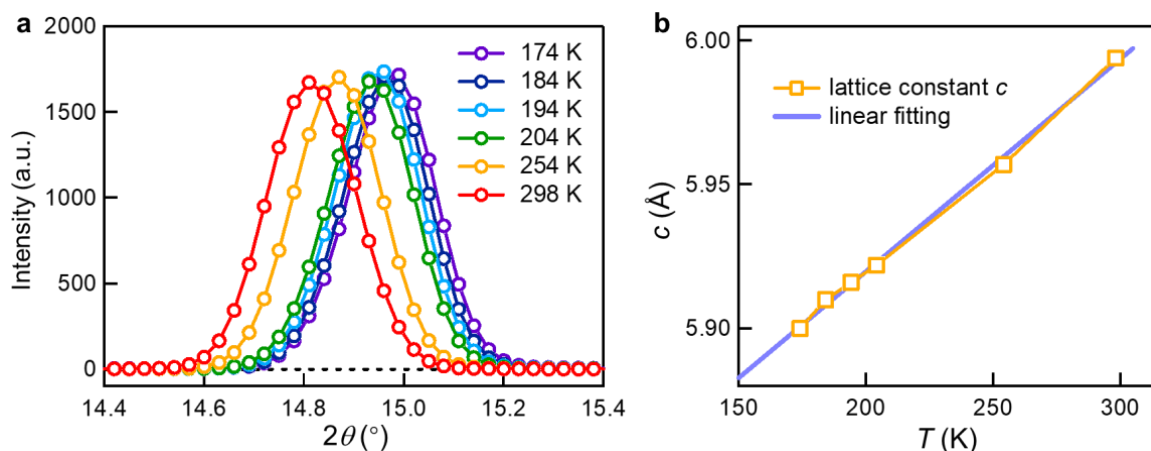 a
2000
1500
1000
500
0
Intensity (a.u.)
174 K
184 K
194 K
204 K
254 K
298 K
14.4 14.6 14.8 15.0 15.2 15.4
2θ (°)
b
6.00
5.95
5.90
c (Å)
lattice constant c
linear fitting
150 200 250 300
T (K)